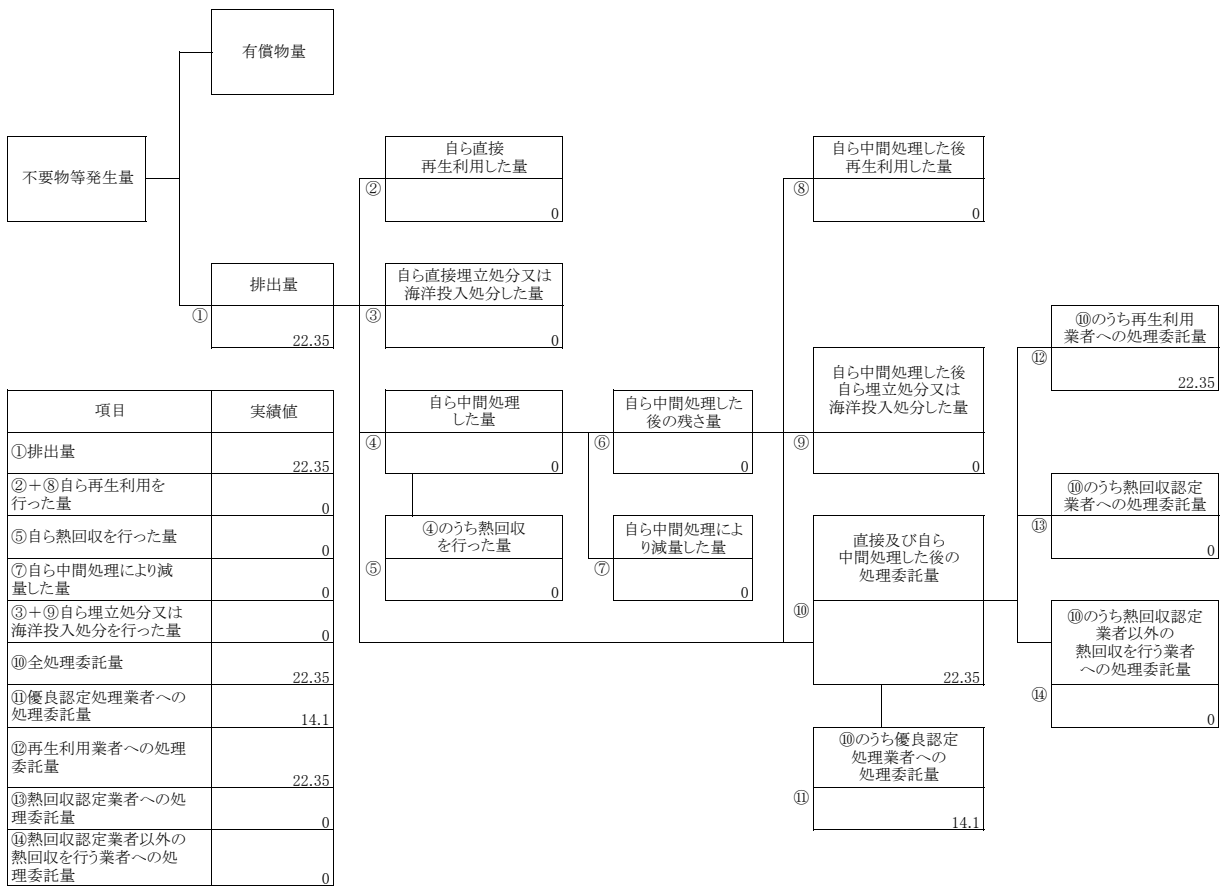 有償物量
不要物等発生量
排出量
①
22.35
自ら直接
再生利用した量
②
0
自ら直接埋立処分又は
海洋投入処分した量
③
0
自ら中間処理
した量
④
0
④のうち熱回収
を行った量
⑤
0
自ら中間処理した
後の残さ量
⑥
0
自ら中間処理によ
り減量した量
⑦
0
自ら中間処理した後
再生利用した量
⑧
0
自ら中間処理した後
自ら埋立処分又は
海洋投入処分した量
⑨
0
直接及び自ら
中間処理した後の
処理委託量
⑩
22.35
⑩のうち優良認定
処理業者への
処理委託量
⑪
14.1
⑩のうち再生利用
業者への処理委託量
⑫
22.35
⑩のうち熱回収認定
業者への処理委託量
⑬
0
⑩のうち熱回収認定
業者以外の
熱回収を行う業者
への処理委託量
⑭
0
項目 実績値
①排出量
22.35
②+⑧自ら再生利用を
行った量
0
⑤自ら熱回収を行った量
0
⑦自ら中間処理により減
量した量
0
③+⑨自ら埋立処分又は
海洋投入処分を行った量
0
⑩全処理委託量
22.35
⑪優良認定処理業者への
処理委託量
14.1
⑫再生利用業者への処理
委託量
22.35
⑬熱回収認定業者への処
理委託量
0
⑭熱回収認定業者以外の
熱回収を行う業者への処
理委託量
0